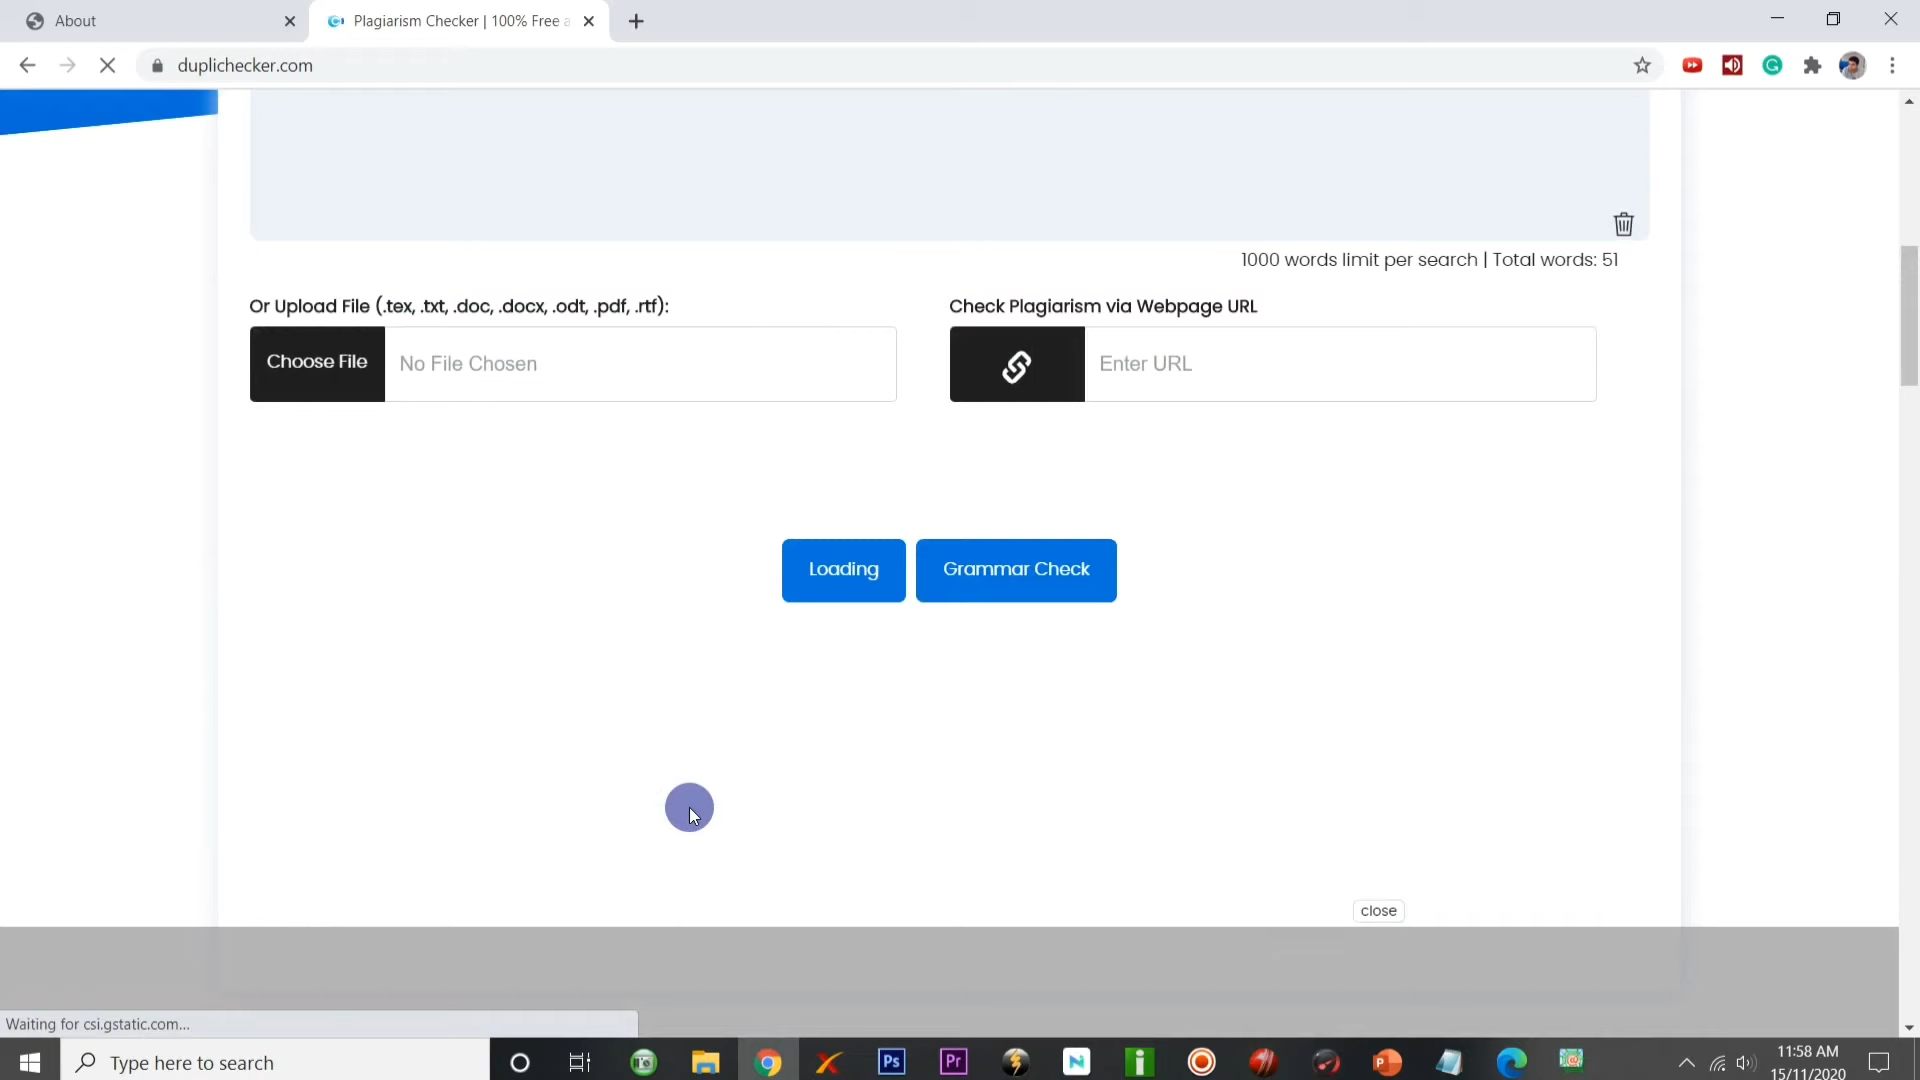 About
Plagiarism Checker | 100% Free a
duplichecker.com
1000 words limit per search | Total words: 51
Or Upload File (.tex, .txt, .doc, .docx, .odt, .pdf, .rtf):
Check Plagiarism via Webpage URL
Choose File
No File Chosen
Enter URL
Loading
Grammar Check
close
Waiting for csi.gstatic.com...
Type here to search
Ps
Pr
11:58 AM
15/11/2020